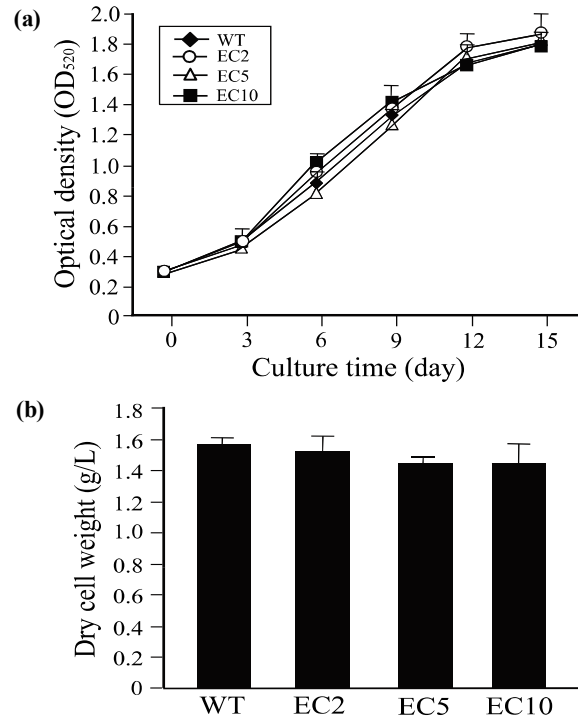 (a)
Optical density (OD₅₂₀)
2.0
1.8
1.6
1.4
1.2
1.0
0.8
0.6
0.4
0.2
0
WT
EC2
EC5
EC10
0 3 6 9 12 15
Culture time (day)
(b)
Dry cell weight (g/L)
1.8
1.6
1.4
1.2
1.0
0.8
0.6
0.4
0.2
0
WT EC2 EC5 EC10